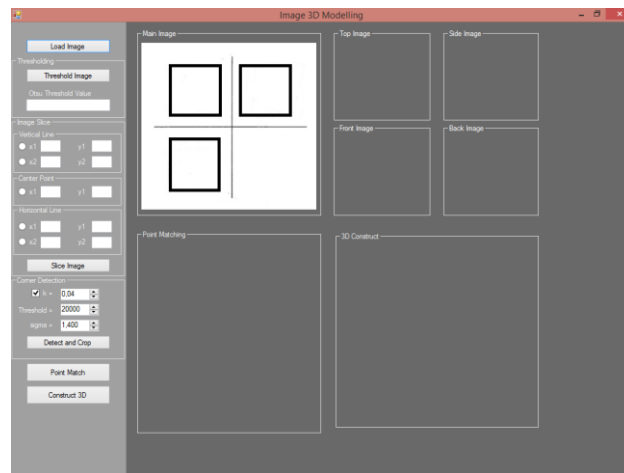 Image 3D Modelling
Load Image
Thresholding
Threshold Image
Otsu Threshold Value
Image Slice
Vertical Line
x1 y1
x2 y2
Center Point
x1 y1
Horizontal Line
x1 y1
x2 y2
Slice Image
Corner Detection
k = 0,04
Threshold = 20000
sigma = 1,400
Detect and Crop
Point Match
Construct 3D
Main Image
Top Image
Side Image
Front Image
Back Image
Point Matching
3D Construct